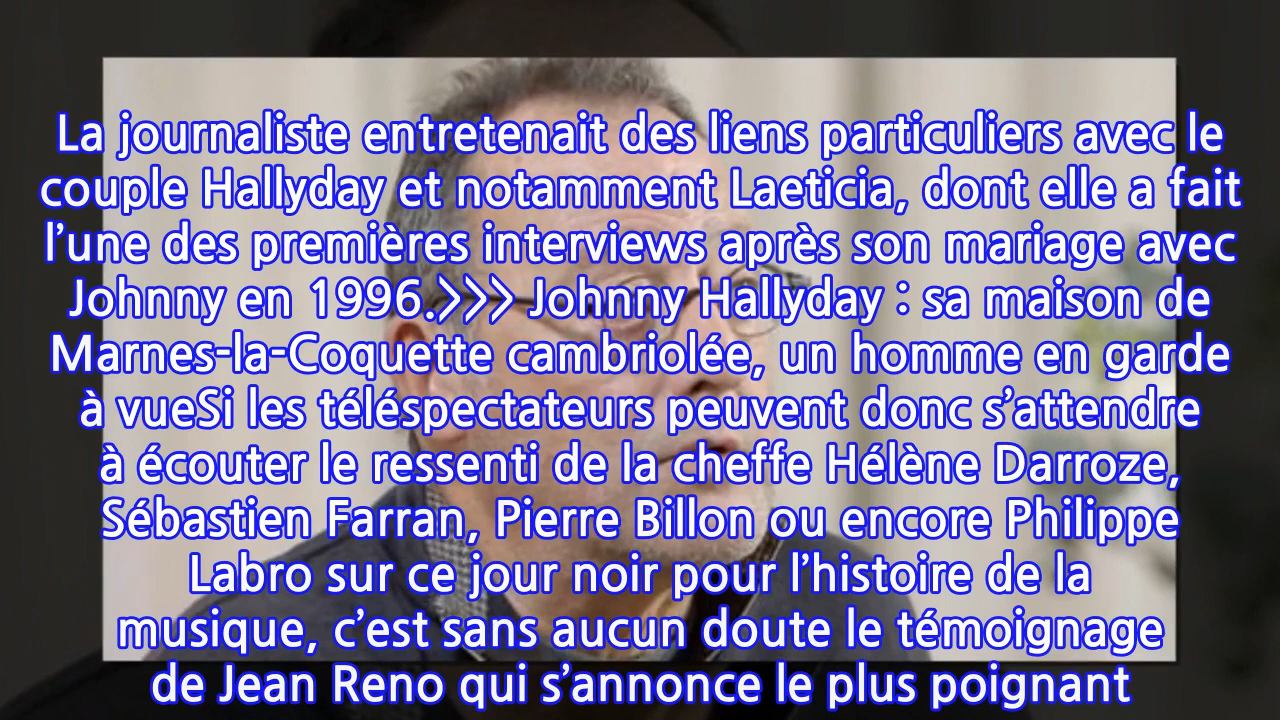 La journaliste entretenait des liens particuliers avec le
couple Hallyday et notamment Laeticia, dont elle a fait
l’une des premières interviews après son mariage avec
Johnny en 1996.>>> Johnny Hallyday : sa maison de
Marnes-la-Coquette cambriolée, un homme en garde
à vueSi les téléspectateurs peuvent donc s’attendre
à écouter le ressenti de la cheffe Hélène Darroze,
Sébastien Farran, Pierre Billon ou encore Philippe
Labro sur ce jour noir pour l’histoire de la
musique, c’est sans aucun doute le témoignage
de Jean Reno qui s’annonce le plus poignant